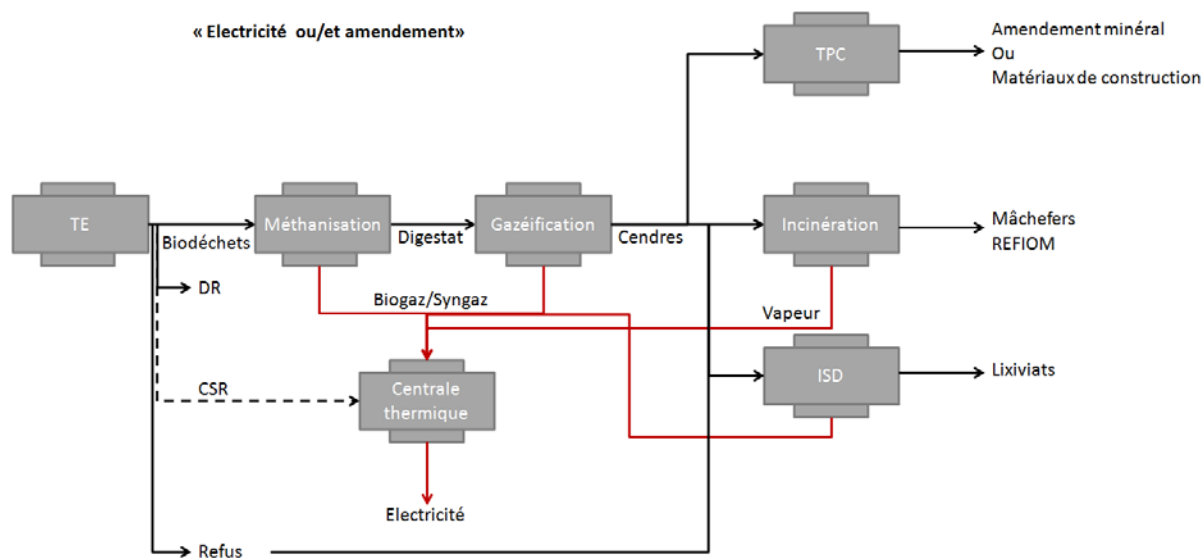 « Electricité ou/et amendement»
TPC
Amendement minéral
Ou
Matériaux de construction
TE
Biodéchets
Méthanisation
Digestat
Gazéification
Cendres
Incinération
Mâchefers
REFIOM
DR
Biogaz/Syngaz
Vapeur
CSR
Centrale
thermique
ISD
Lixiviats
Electricité
Refus